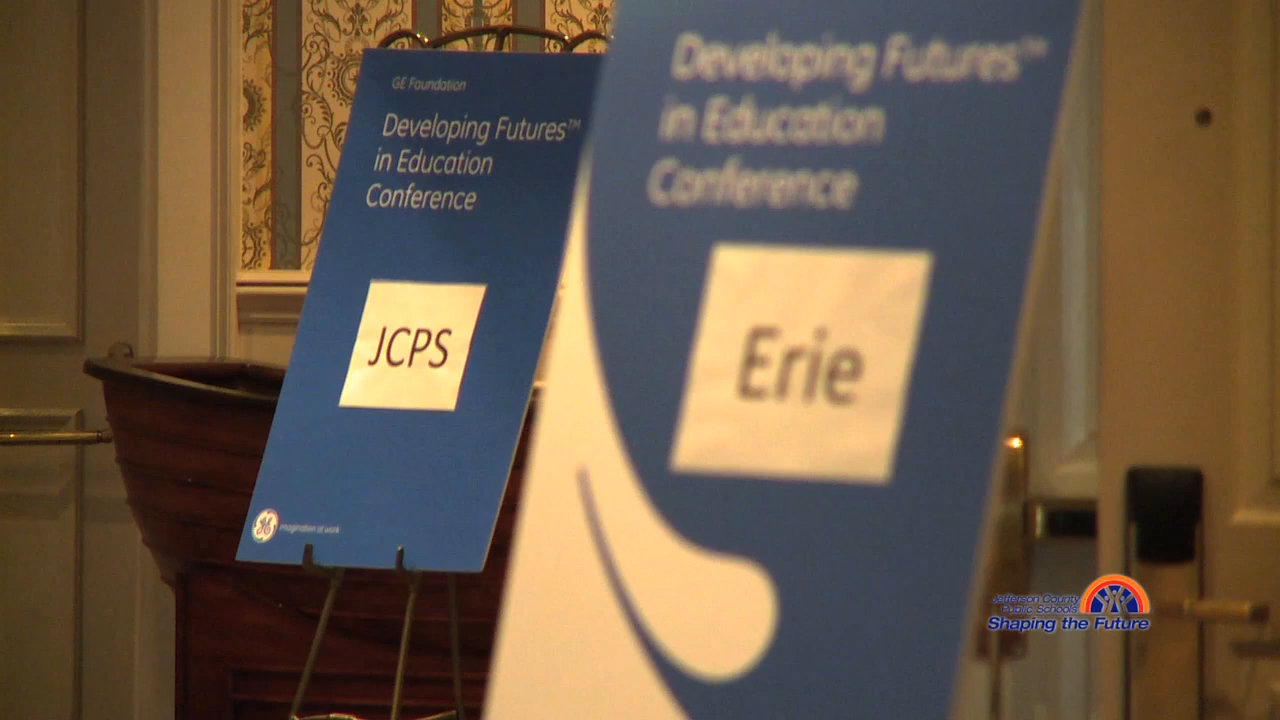 GE Foundation
Developing Futures™
in Education
Conference
JCPS
imagination at work
Developing Futures™
in Education
Conference
Erie
Jefferson County
Public Schools
Shaping the Future